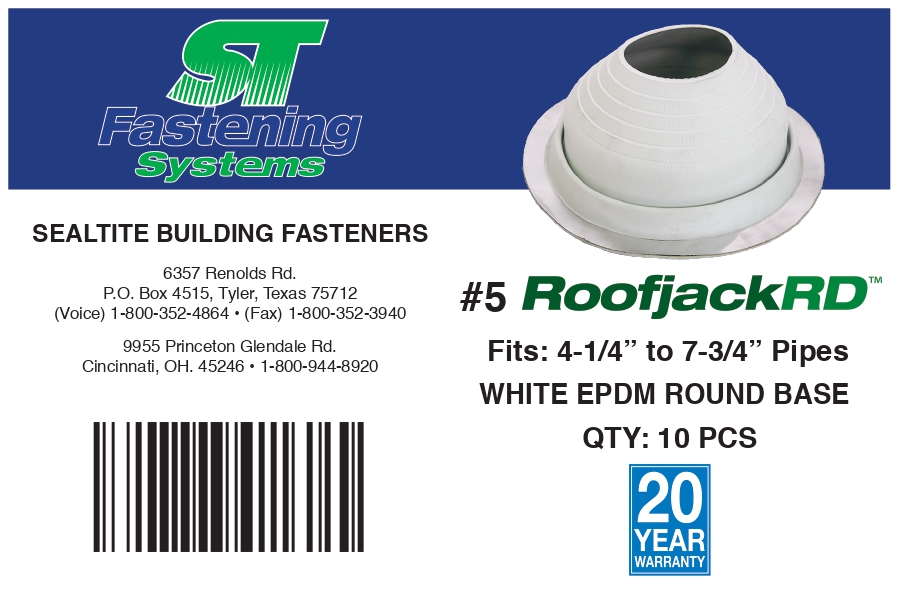 ST
Fastening
Systems
SEALTITE BUILDING FASTENERS
6357 Renolds Rd.
P.O. Box 4515, Tyler, Texas 75712
(Voice) 1-800-352-4864 • (Fax) 1-800-352-3940
9955 Princeton Glendale Rd.
Cincinnati, OH. 45246 • 1-800-944-8920
#5 RoofjackRD™
Fits: 4-1/4” to 7-3/4” Pipes
WHITE EPDM ROUND BASE
QTY: 10 PCS
20
YEAR
WARRANTY